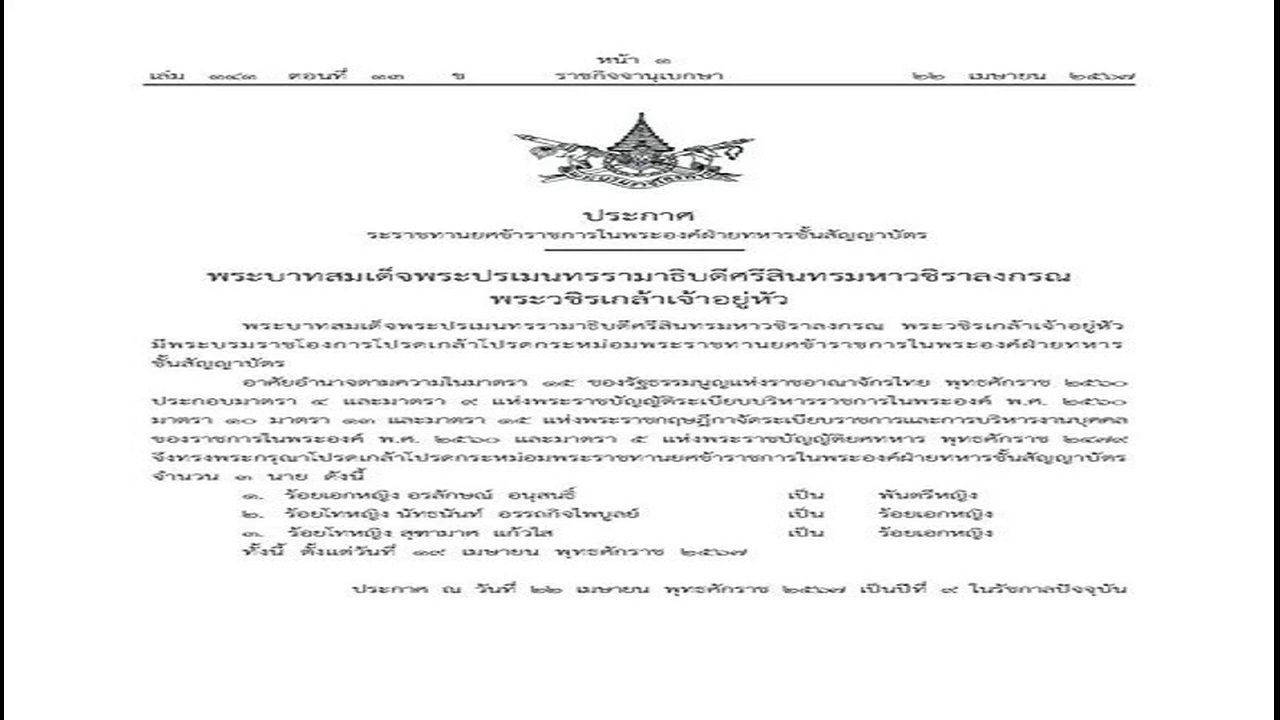 หน้า ๑
เล่ม ๑๔๑ ตอนที่ ๑๓ ข ราชกิจจานุเบกษา ๒๒ เมษายน ๒๕๖๗
ประกาศ
ระราชทานยศข้าราชการในพระองค์ฝ่ายทหารชั้นสัญญาบัตร
พระบาทสมเด็จพระปรเมนทรรามาธิบดีศรีสินทรมหาวชิราลงกรณ
พระวชิรเกล้าเจ้าอยู่หัว
พระบาทสมเด็จพระปรเมนทรรามาธิบดีศรีสินทรมหาวชิราลงกรณ พระวชิรเกล้าเจ้าอยู่หัว
มีพระบรมราชโองการโปรดเกล้าโปรดกระหม่อมพระราชทานยศข้าราชการในพระองค์ฝ่ายทหาร
ชั้นสัญญาบัตร
อาศัยอำนาจตามความในมาตรา ๑๕ ของรัฐธรรมนูญแห่งราชอาณาจักรไทย พุทธศักราช ๒๕๖๐
ประกอบมาตรา ๔ และมาตรา ๙ แห่งพระราชบัญญัติระเบียบบริหารราชการในพระองค์ พ.ศ. ๒๕๖๐
มาตรา ๑๐ มาตรา ๑๓ และมาตรา ๑๕ แห่งพระราชกฤษฎีกาจัดระเบียบราชการและการบริหารงานบุคคล
ของราชการในพระองค์ พ.ศ. ๒๕๖๐ และมาตรา ๕ แห่งพระราชบัญญัติยศทหาร พุทธศักราช ๒๔๗๙
จึงทรงพระกรุณาโปรดเกล้าโปรดกระหม่อมพระราชทานยศข้าราชการในพระองค์ฝ่ายทหารชั้นสัญญาบัตร
จำนวน ๓ นาย ดังนี้
๑. ร้อยเอกหญิง อรลักษณ์ อนุสนธิ์ เป็น พันตรีหญิง
๒. ร้อยโทหญิง นัทธนันท์ อรรถกิจไพบูลย์ เป็น ร้อยเอกหญิง
๓. ร้อยโทหญิง สุฑามาศ แก้วใส เป็น ร้อยเอกหญิง
ทั้งนี้ ตั้งแต่วันที่ ๑๙ เมษายน พุทธศักราช ๒๕๖๗
ประกาศ ณ วันที่ ๒๒ เมษายน พุทธศักราช ๒๕๖๗ เป็นปีที่ ๙ ในรัชกาลปัจจุบัน